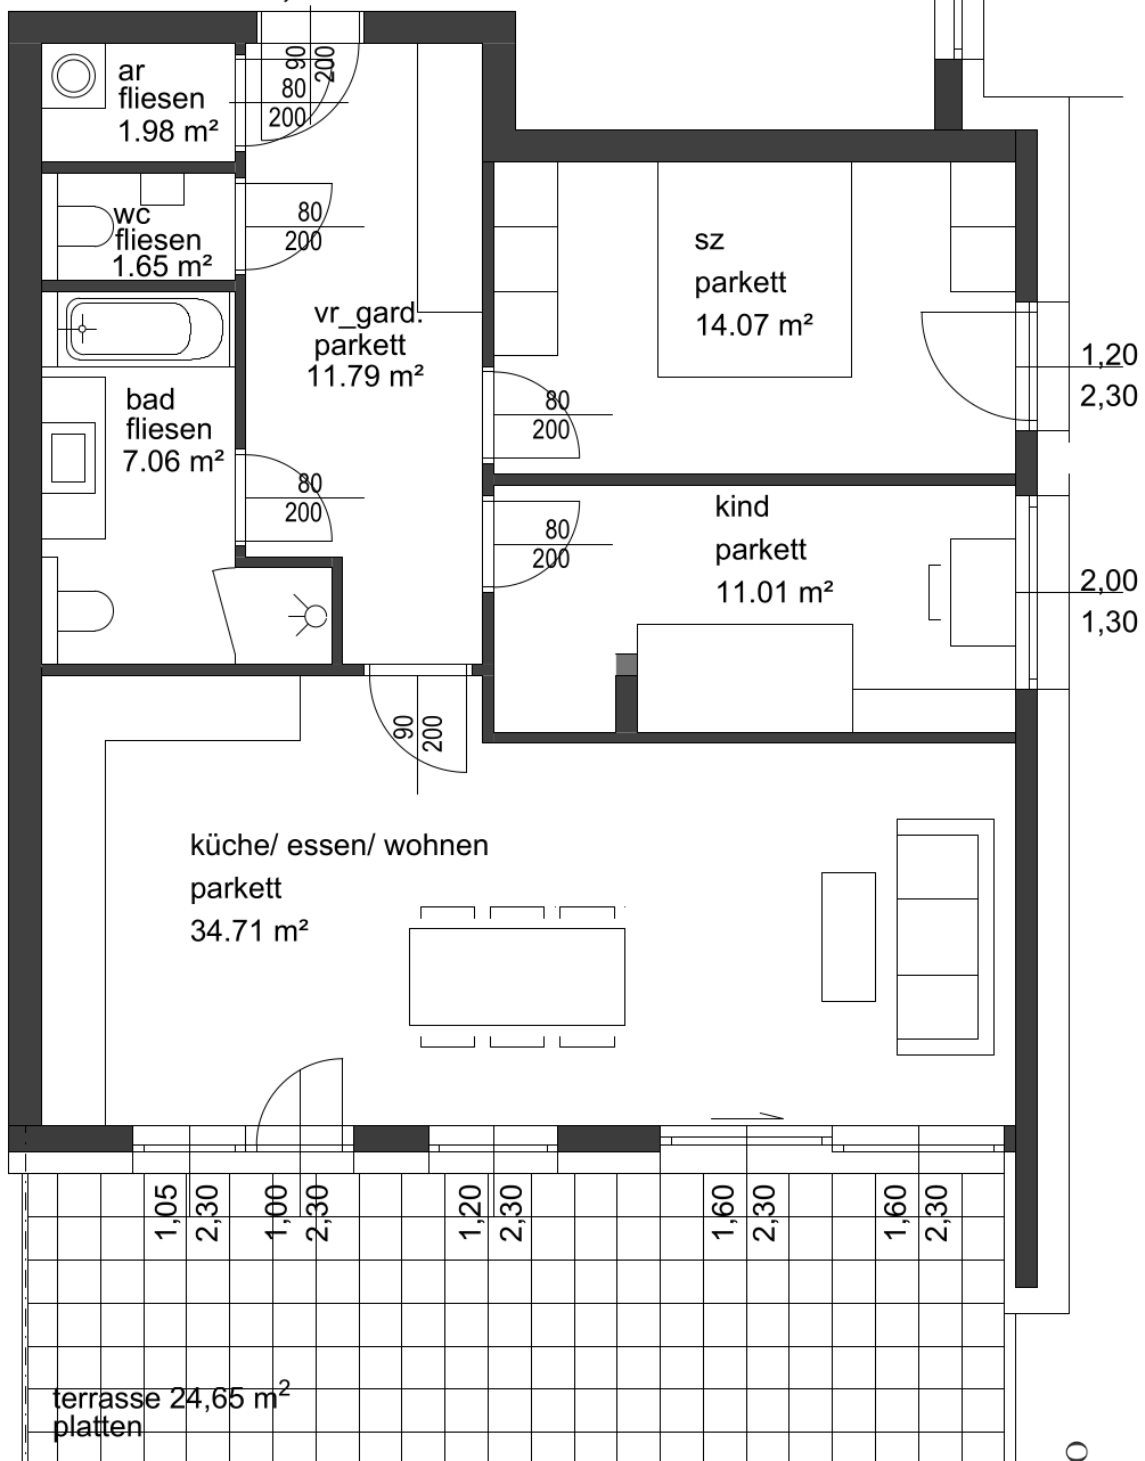 90
200
80
200
ar
fliesen
1.98 m²
wc
fliesen
1.65 m²
80
200
vr_gard.
parkett
11.79 m²
sz
parkett
14.07 m²
1,20
2,30
bad
fliesen
7.06 m²
80
200
80
200
kind
parkett
11.01 m²
80
200
2,00
1,30
90
200
küche/ essen/ wohnen
parkett
34.71 m²
1,05
2,30
1,00
2,30
1,20
2,30
1,60
2,30
1,60
2,30
terrasse 24,65 m²
platten